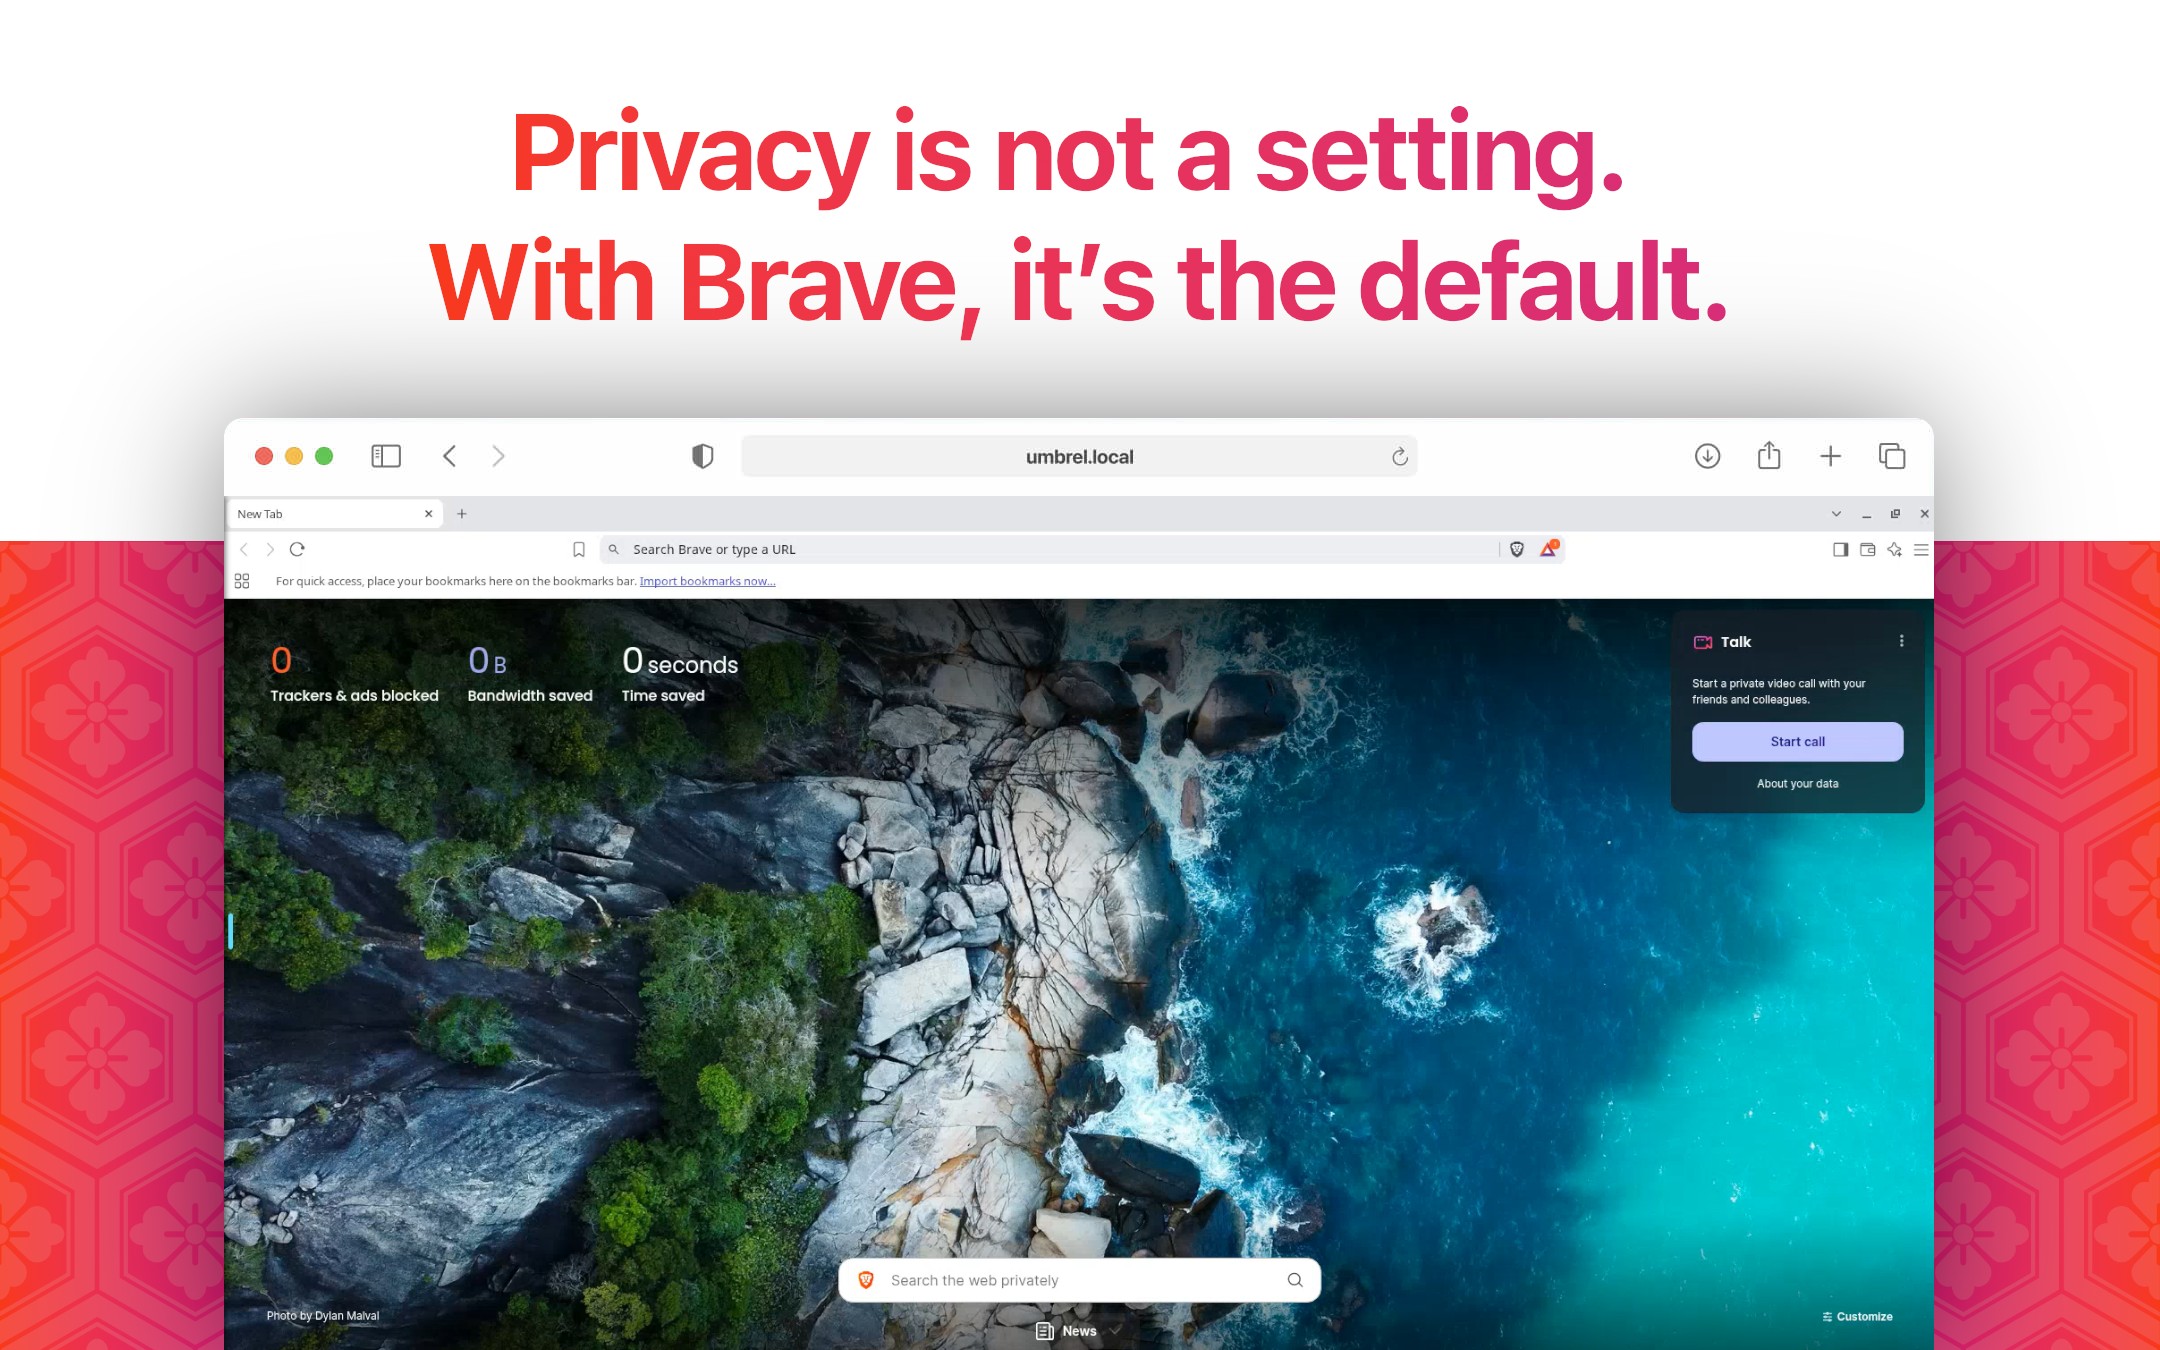 Privacy is not a setting.
With Brave, it’s the default.
umbrel.local
New Tab
Search Brave or type a URL
For quick access, place your bookmarks here on the bookmarks bar. Import bookmarks now...
0
Trackers & ads blocked
0 B
Bandwidth saved
0 seconds
Time saved
Talk
Start a private video call with your
friends and colleagues.
Start call
About your data
Search the web privately
Photo by Dylan Malval
News
Customize